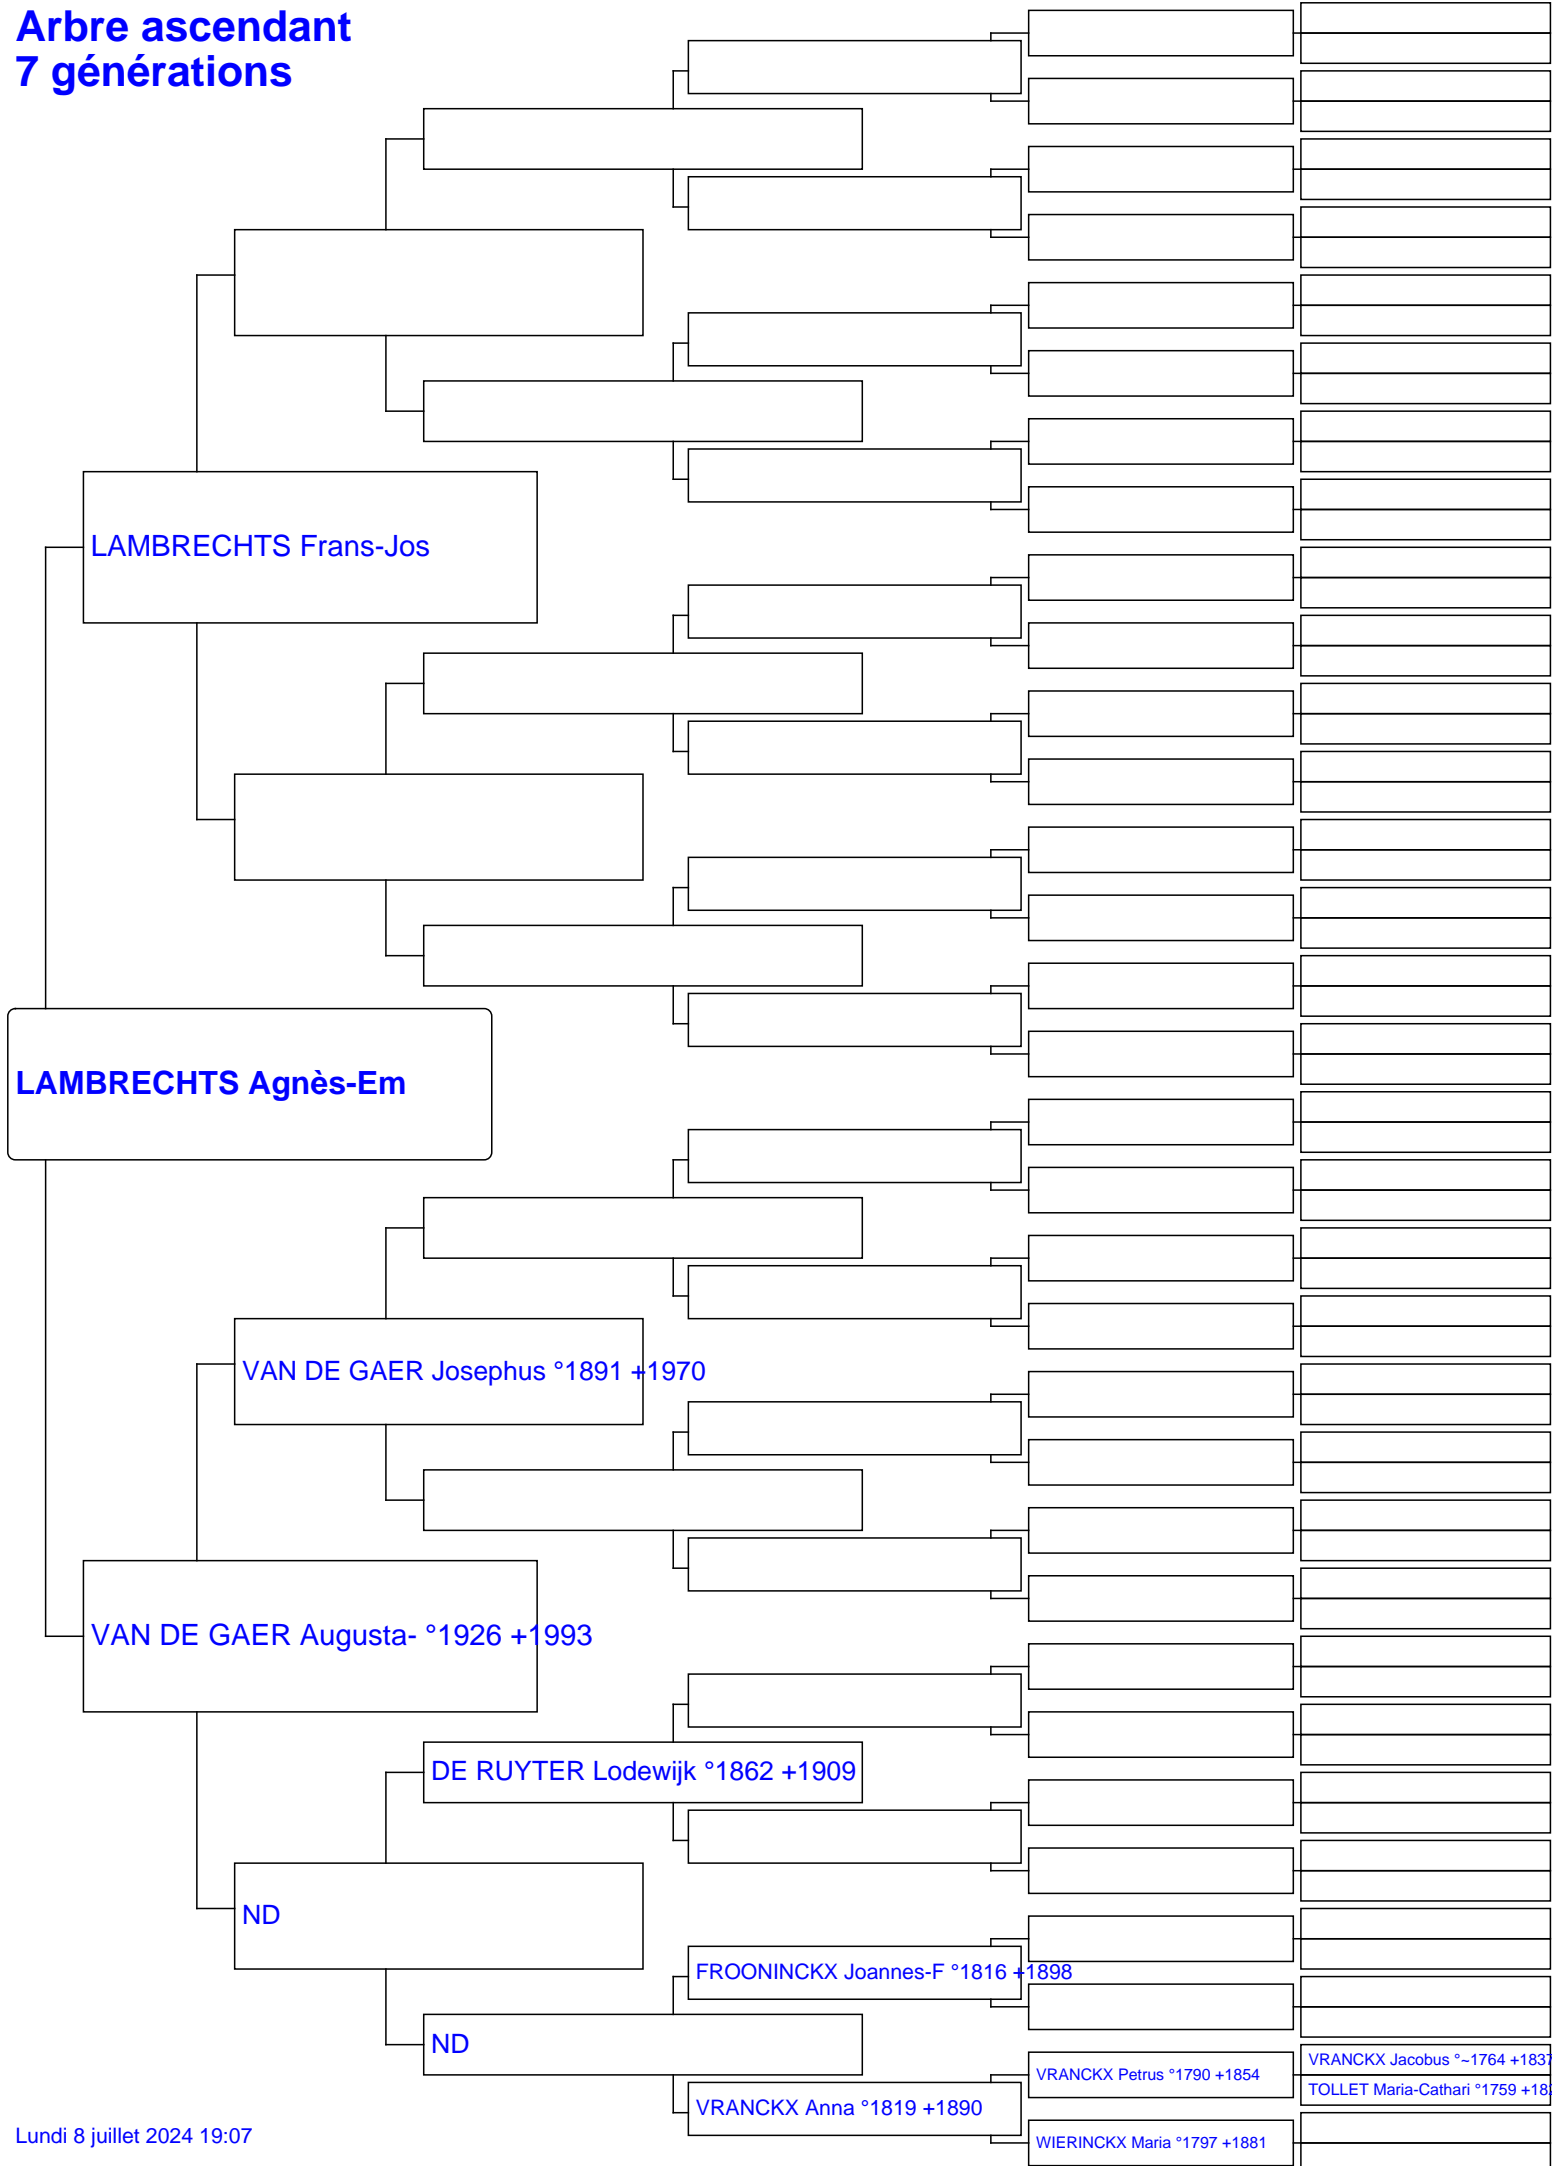 Arbre ascendant
7 générations
LAMBRECHTS Frans-Jos
LAMBRECHTS Agnès-Em
VAN DE GAER Josephus °1891 +1970
VAN DE GAER Augusta- °1926 +1993
DE RUYTER Lodewijk °1862 +1909
ND
FROONINCKX Joannes-F °1816 +1898
ND
VRANCKX Jacobus °~1764 +1837
VRANCKX Petrus °1790 +1854
TOLLET Maria-Cathari °1759
VRANCKX Anna °1819 +1890
WIERINCKX Maria °1797 +1881
Lundi 8 juillet 2024 19:07